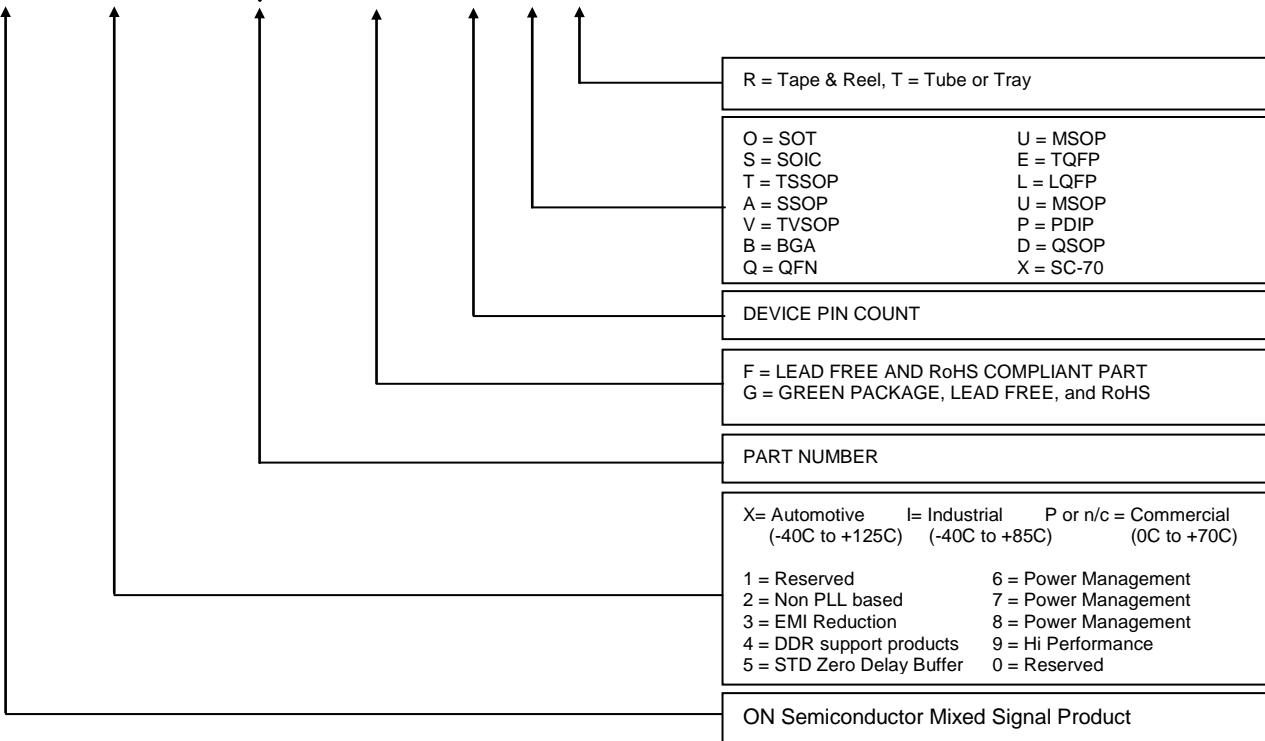 R = Tape & Reel, T = Tube or Tray
O = SOT U = MSOP
S = SOIC E = TQFP
T = TSSOP L = LQFP
A = SSOP U = MSOP
V = TVSOP P = PDIP
B = BGA D = QSOP
Q = QFN X = SC-70
DEVICE PIN COUNT
F = LEAD FREE AND RoHS COMPLIANT PART
G = GREEN PACKAGE, LEAD FREE, and RoHS
PART NUMBER
X= Automotive I= Industrial P or n/c = Commercial
(-40C to +125C) (-40C to +85C) (0C to +70C)
1 = Reserved 6 = Power Management
2 = Non PLL based 7 = Power Management
3 = EMI Reduction 8 = Power Management
4 = DDR support products 9 = Hi Performance
5 = STD Zero Delay Buffer 0 = Reserved
ON Semiconductor Mixed Signal Product